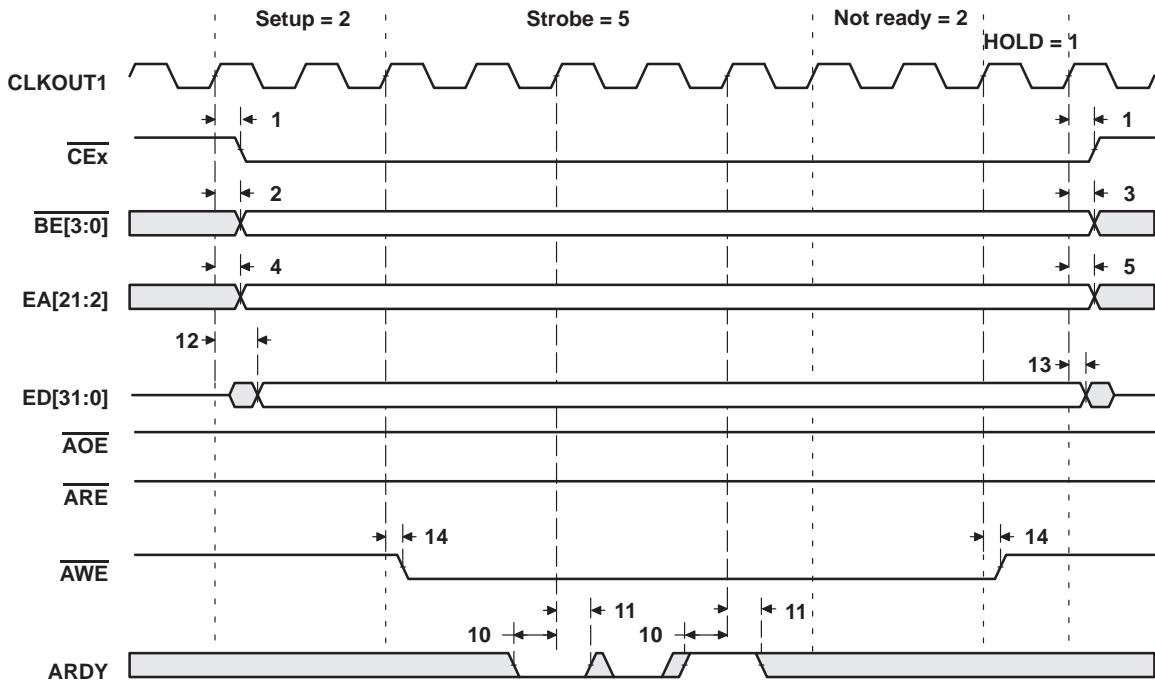 Setup = 2 Strobe = 5 Not ready = 2
HOLD = 1
CLKOUT1
1 1
CEx
2 3
BE[3:0]
4 5
EA[21:2]
12 13
ED[31:0]
AOE
ARE
14 14
AWE
10 11 10 11
ARDY